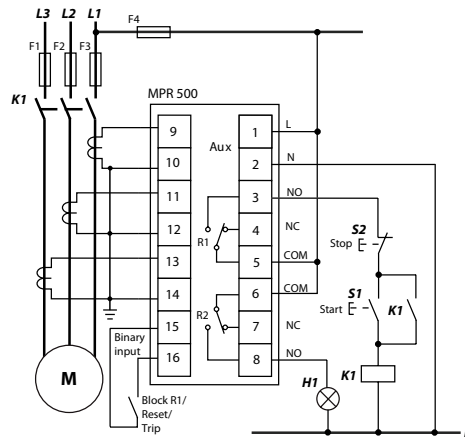 L3 L2 L1
F4
F1 F2 F3
K1
MPR 500
Aux
9 1 L
10 2 N
11 3 NO
12 4 NC
R1
13 5 COM
14 6 COM
R2
15 7 NC
16 8 NO
Binary
input
Block R1/
Reset/
Trip
M
S2
Stop
S1
Start
K1
K1
H1